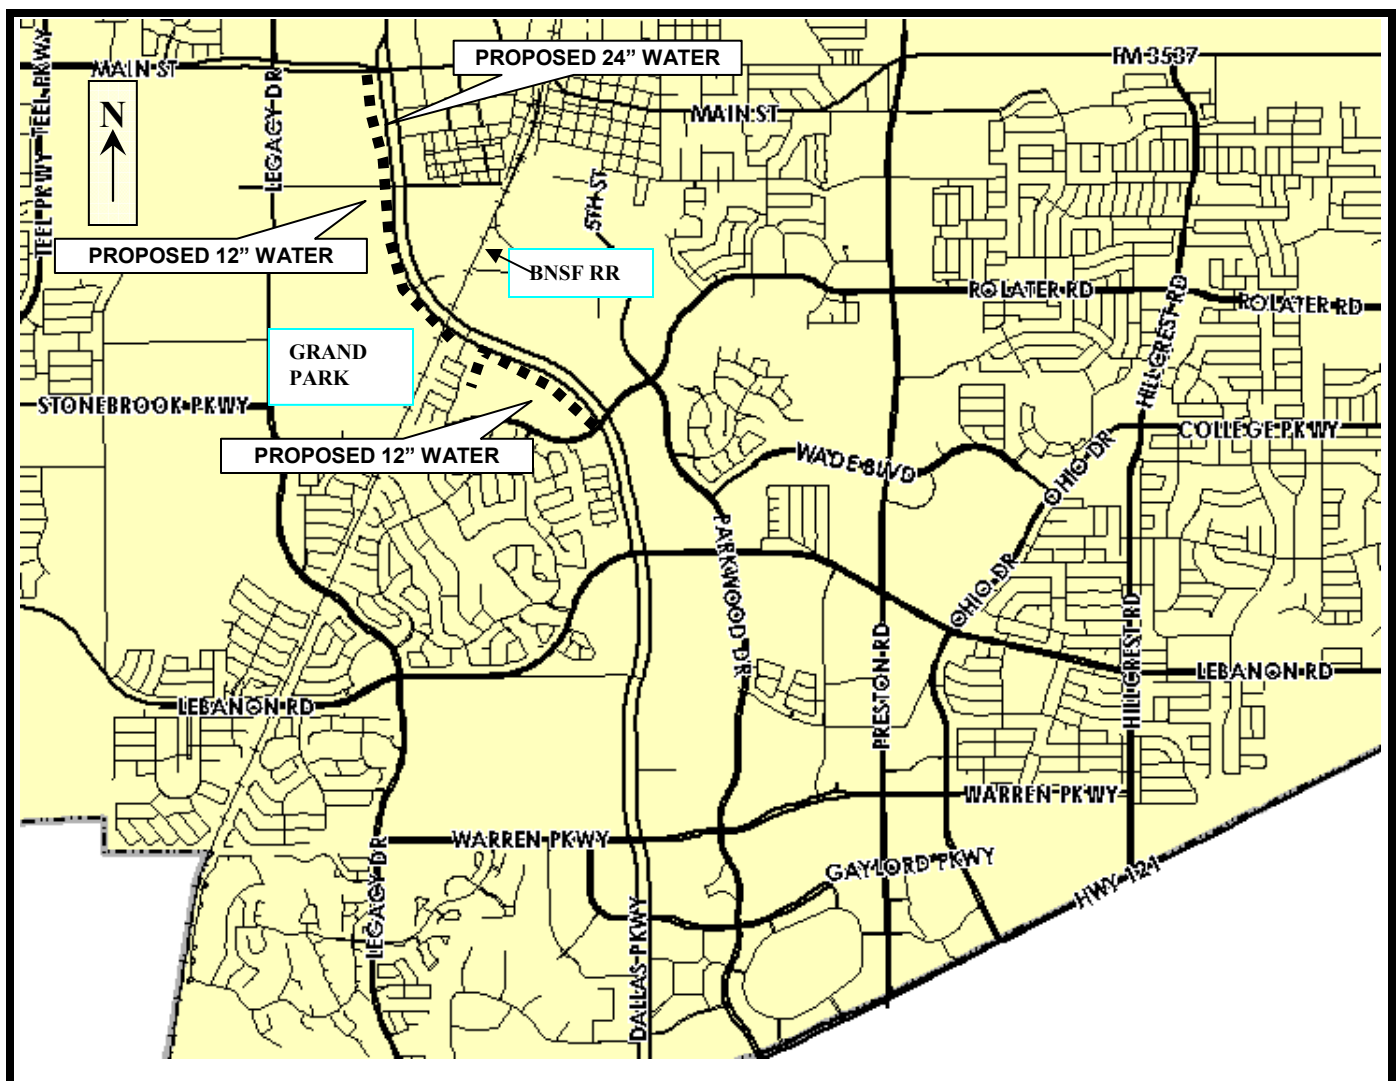 PROPOSED 24” WATER
FM 3537
MAIN ST
MAIN ST
TEEL PKWY
TEEL PKWY
LEGACY DR
N
5TH ST
PROPOSED 12” WATER
BNSF RR
ROLATER RD
ROLATER RD
HILLCREST RD
GRAND
PARK
STONEBROOK PKWY
COLLEGE PKWY
PROPOSED 12” WATER
WADE BLVD
OHIO DR
PARKWOOD DR
OHIO DR
HILLCREST RD
PRESTON RD
LEBANON RD
LEBANON RD
WARREN PKWY
WARREN PKWY
LEGACY DR
GAYLORD PKWY
HWY 121
DALLAS PKWY